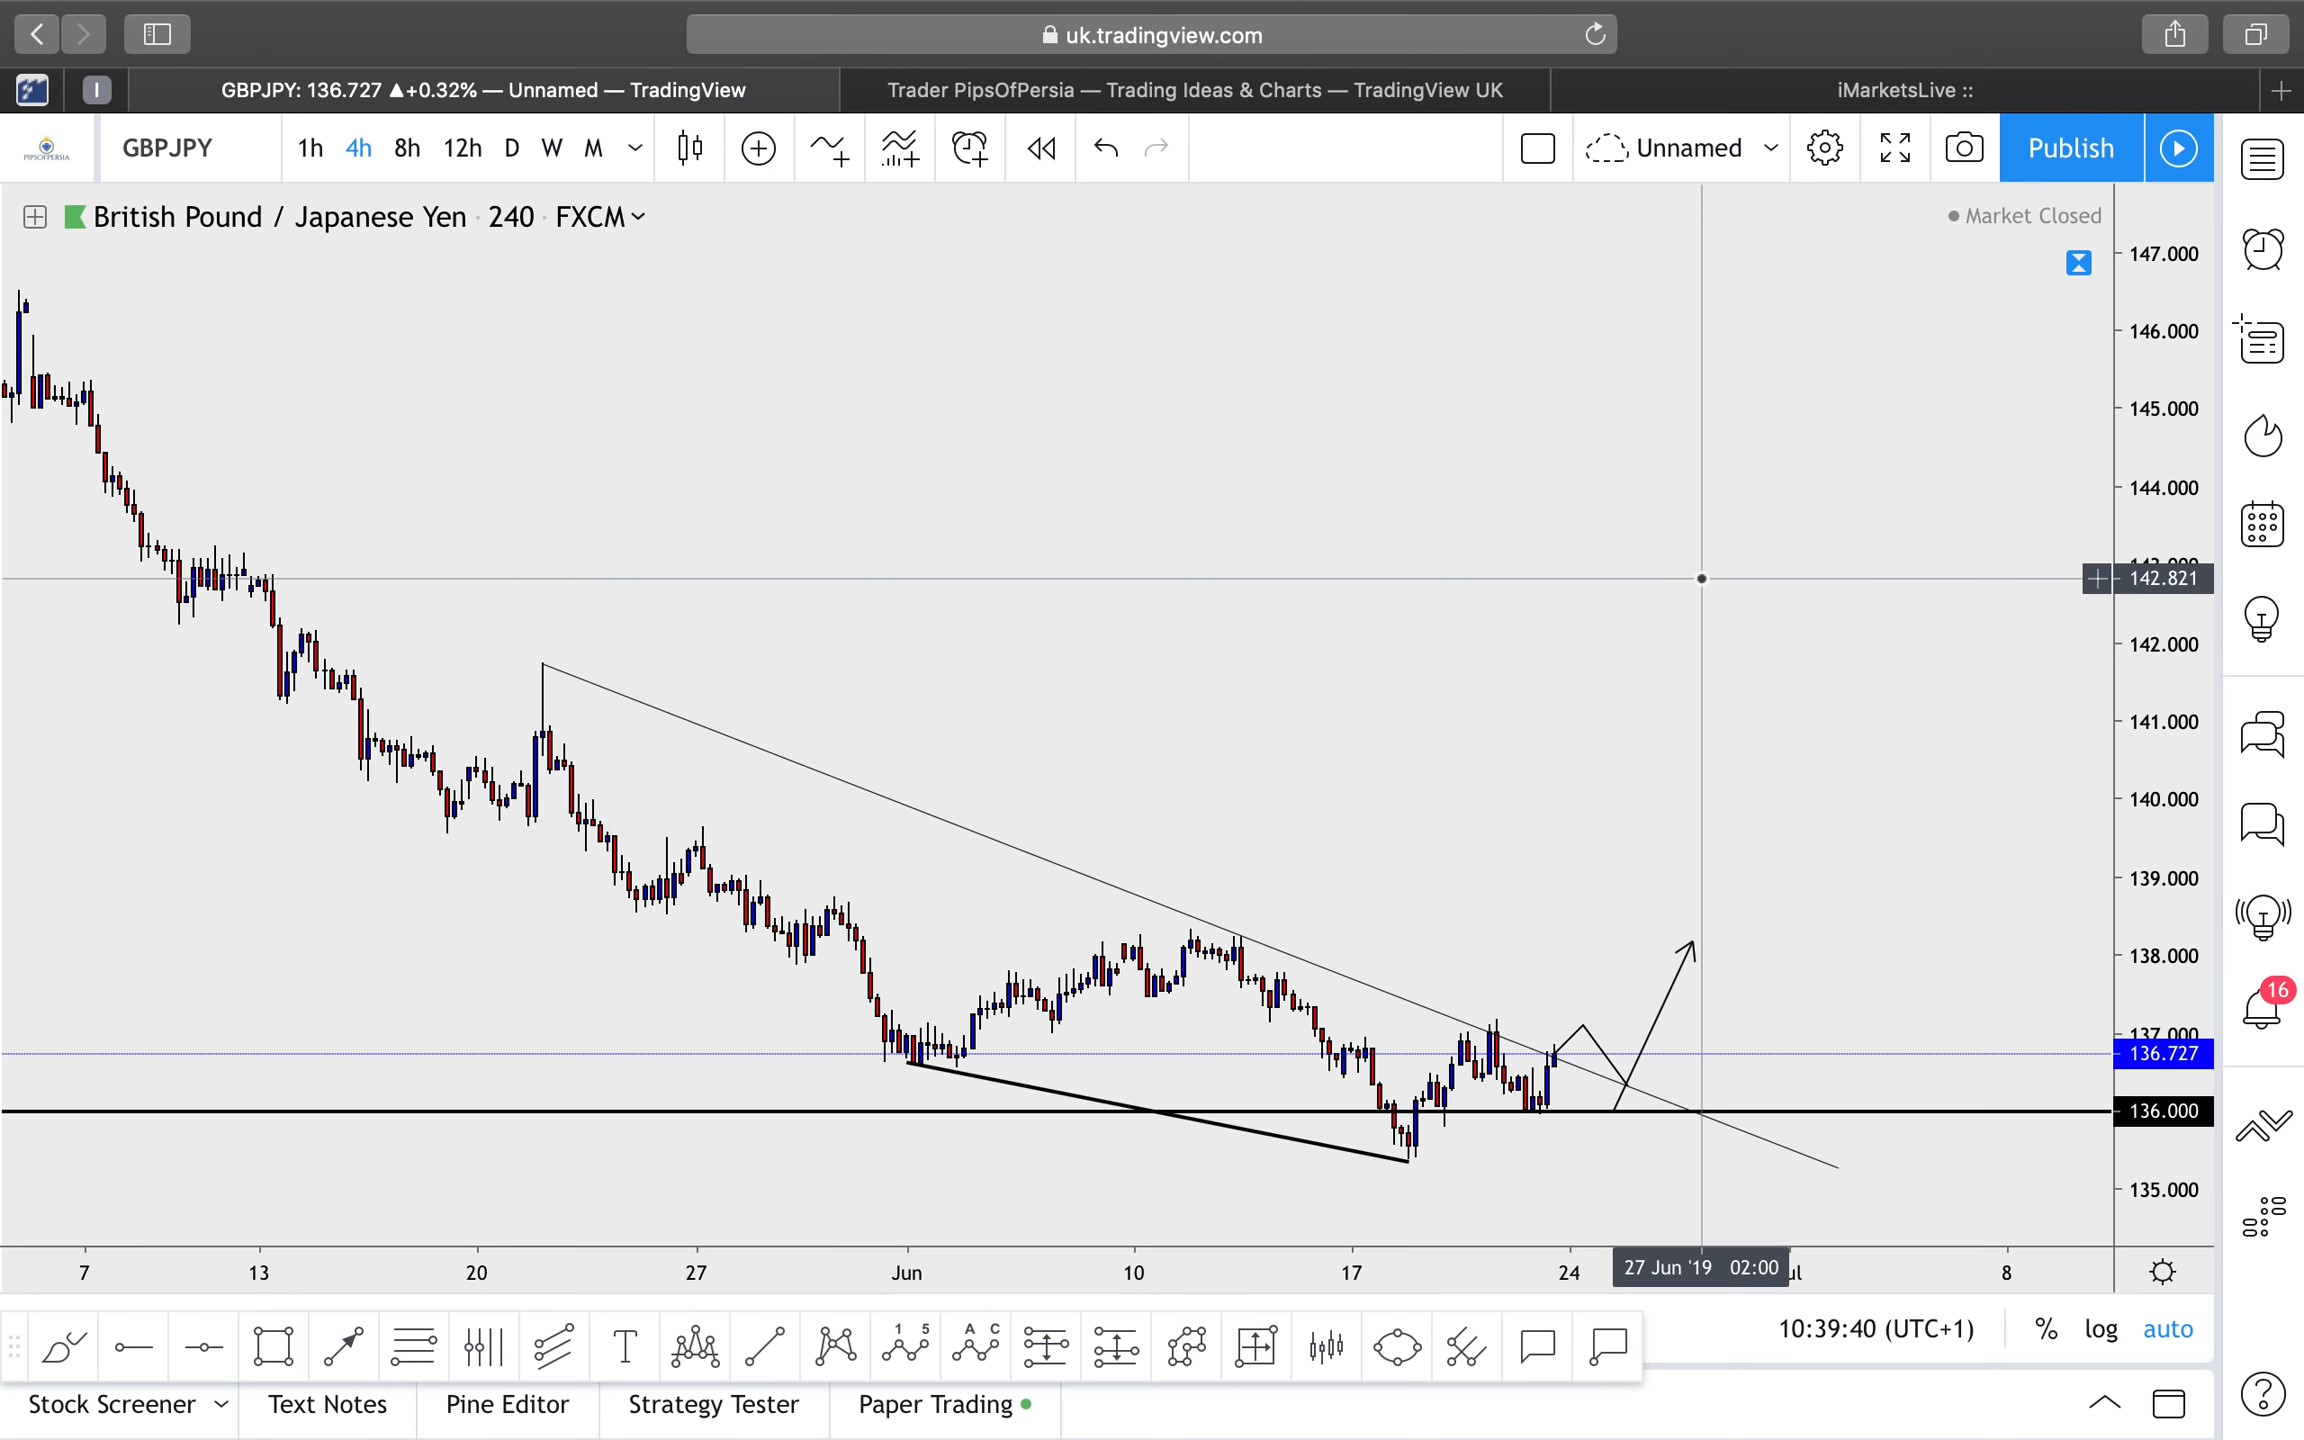 uk.tradingview.com
I
GBPJPY: 136.727 ▲+0.32% — Unnamed — TradingView
Trader PipsOfPersia — Trading Ideas & Charts — TradingView UK
iMarketsLive ::
PIPSOFPERSIA
GBPJPY
1h 4h 8h 12h D W M
Unnamed
Publish
British Pound / Japanese Yen · 240 · FXCM
Market Closed
147.000
146.000
145.000
144.000
142.821
142.000
141.000
140.000
139.000
138.000
16
137.000
136.727
136.000
135.000
7 13 20 27 Jun 10 17 24 27 Jun '19 02:00 ul 8
1 5
A C
T
10:39:40 (UTC+1) % log auto
Stock Screener Text Notes Pine Editor Strategy Tester Paper Trading